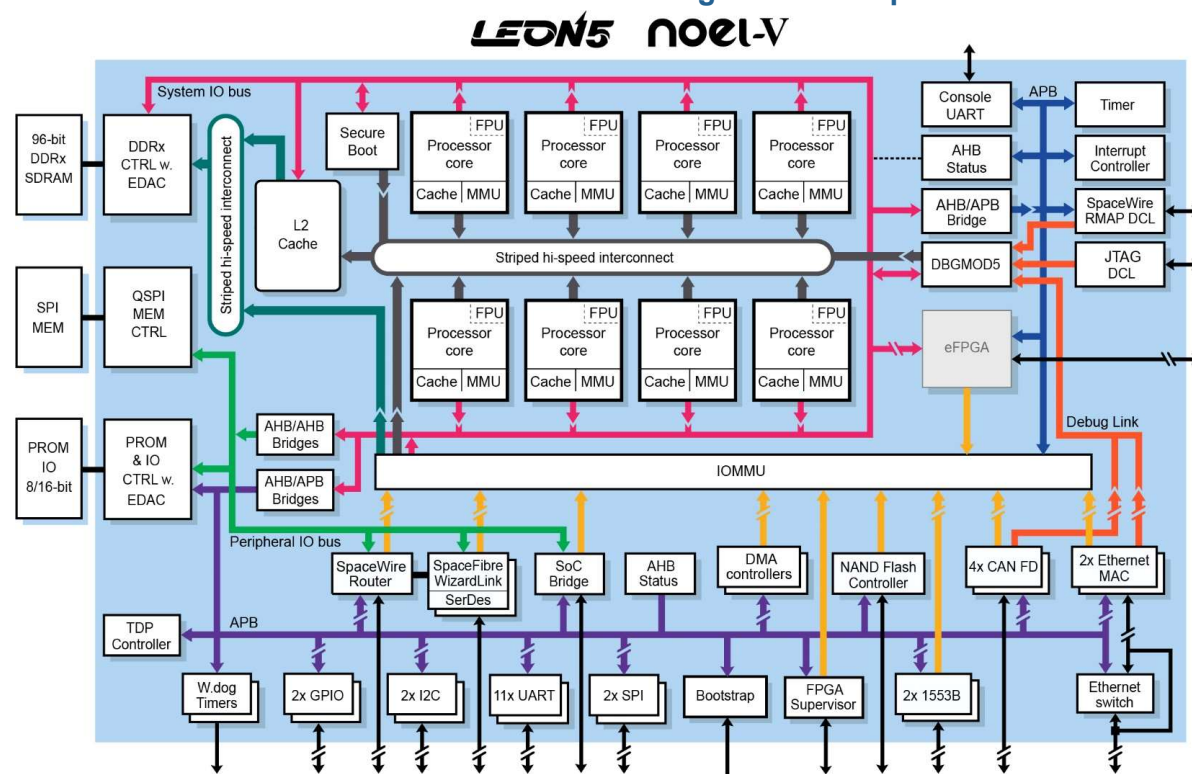 LEON5 NOEL-V
System IO bus
96-bit
DDRx
SDRAM
DDRx
CTRL w.
EDAC
Striped hi-speed interconnect
Secure
Boot
L2
Cache
FPU
Processor
core
Cache MMU
FPU
Processor
core
Cache MMU
FPU
Processor
core
Cache MMU
FPU
Processor
core
Cache MMU
Console
UART
APB
Timer
AHB
Status
Interrupt
Controller
AHB/APB
Bridge
SpaceWire
RMAP DCL
Striped hi-speed interconnect
DBGMOD5
JTAG
DCL
SPI
MEM
QSPI
MEM
CTRL
FPU
Processor
core
Cache MMU
FPU
Processor
core
Cache MMU
FPU
Processor
core
Cache MMU
FPU
Processor
core
Cache MMU
eFPGA
Debug Link
PROM
IO
8/16-bit
PROM
& IO
CTRL w.
EDAC
AHB/AHB
Bridges
AHB/APB
Bridges
IOMMU
Peripheral IO bus
SpaceWire
Router
SpaceFibre
WizardLink
SerDes
SoC
Bridge
AHB
Status
DMA
controllers
NAND Flash
Controller
4x CAN FD
2x Ethernet
MAC
TDP
Controller
APB
W.dog
Timers
2x GPIO
2x I2C
11x UART
2x SPI
Bootstrap
FPGA
Supervisor
2x 1553B
Ethernet
switch